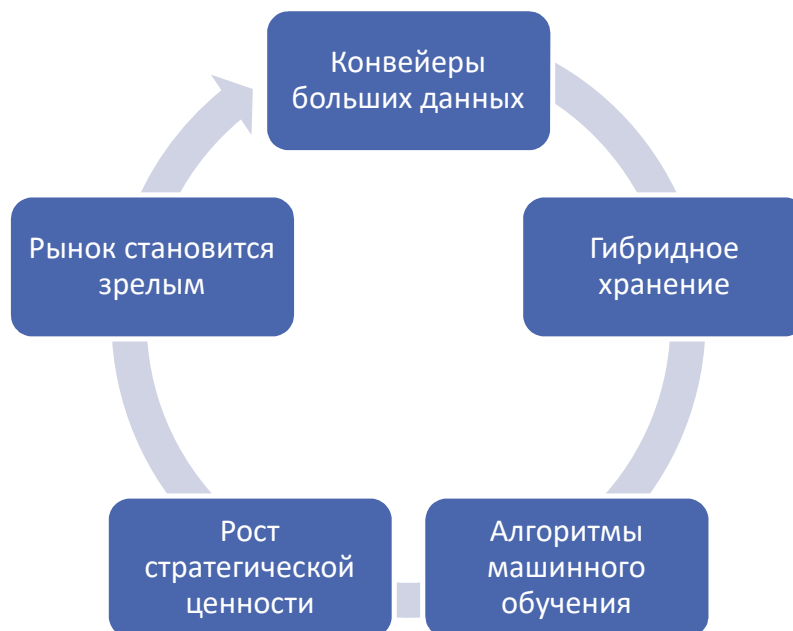 Конвейеры
больших данных
Гибридное
хранение
Алгоритмы
машинного
обучения
Рост
стратегической
ценности
Рынок становится
зрелым